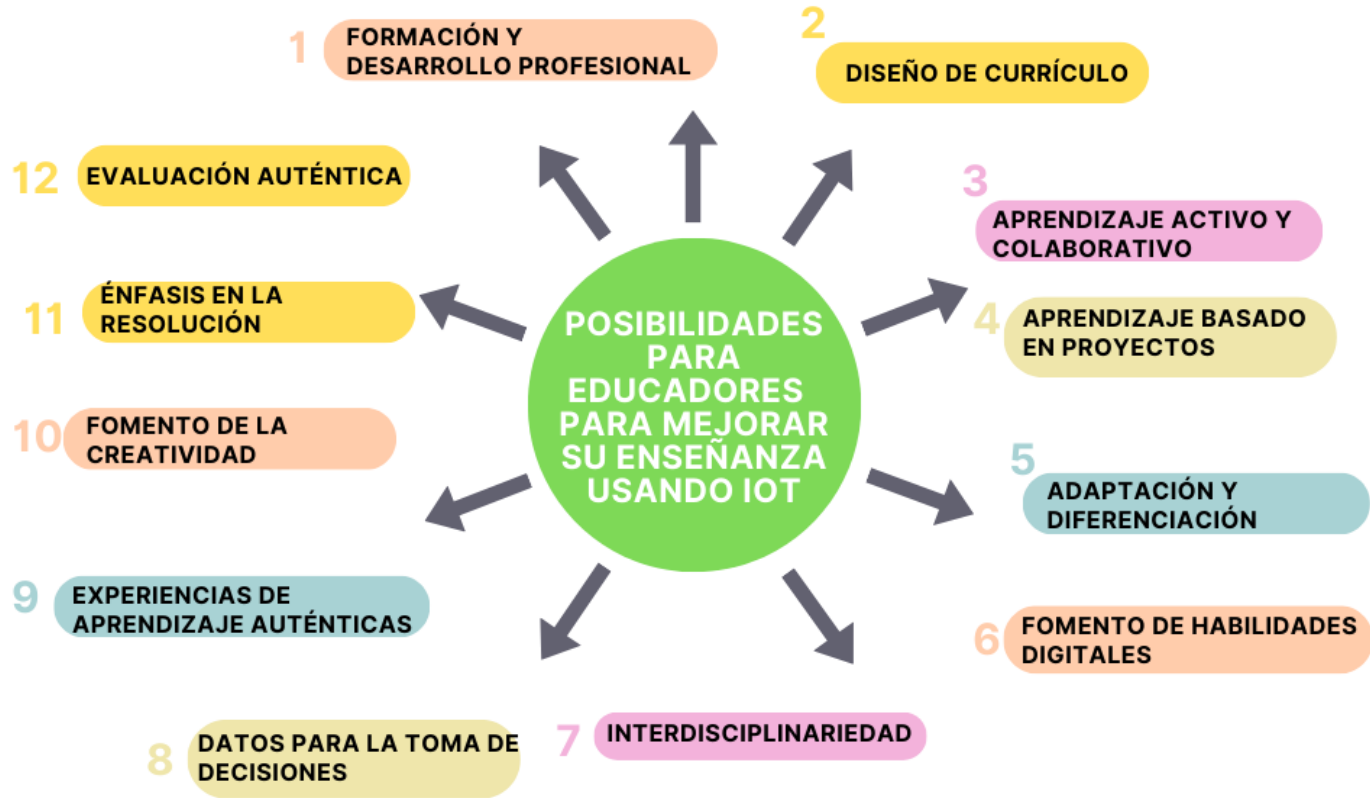 1
FORMACIÓN Y
DESARROLLO PROFESIONAL
2
DISEÑO DE CURRÍCULO
3
APRENDIZAJE ACTIVO Y
COLABORATIVO
4
APRENDIZAJE BASADO
EN PROYECTOS
5
ADAPTACIÓN Y
DIFERENCIACIÓN
6
FOMENTO DE HABILIDADES
DIGITALES
7
INTERDISCIPLINARIEDAD
8
DATOS PARA LA TOMA DE
DECISIONES
9
EXPERIENCIAS DE
APRENDIZAJE AUTÉNTICAS
10
FOMENTO DE LA
CREATIVIDAD
11
ÉNFASIS EN LA
RESOLUCIÓN
12
EVALUACIÓN AUTÉNTICA
POSIBILIDADES
PARA
EDUCADORES
PARA MEJORAR
SU ENSEÑANZA
USANDO IOT